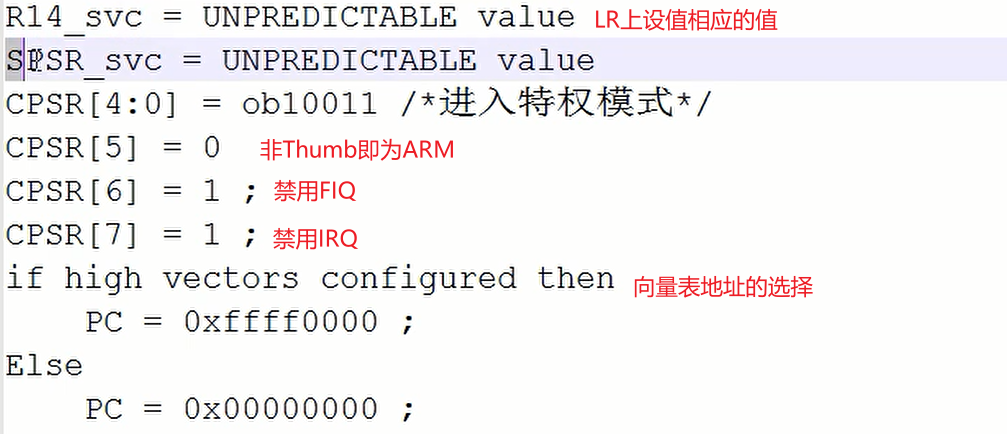 R14_svc = UNPREDICTABLE value LR上设值相应的值
SPSR_svc = UNPREDICTABLE value
CPSR[4:0] = ob10011 /*进入特权模式*/
CPSR[5] = 0 非Thumb即为ARM
CPSR[6] = 1 ; 禁用FIQ
CPSR[7] = 1 ; 禁用IRQ
if high vectors configured then 向量表地址的选择
PC = 0xffff0000 ;
Else
PC = 0x00000000 ;